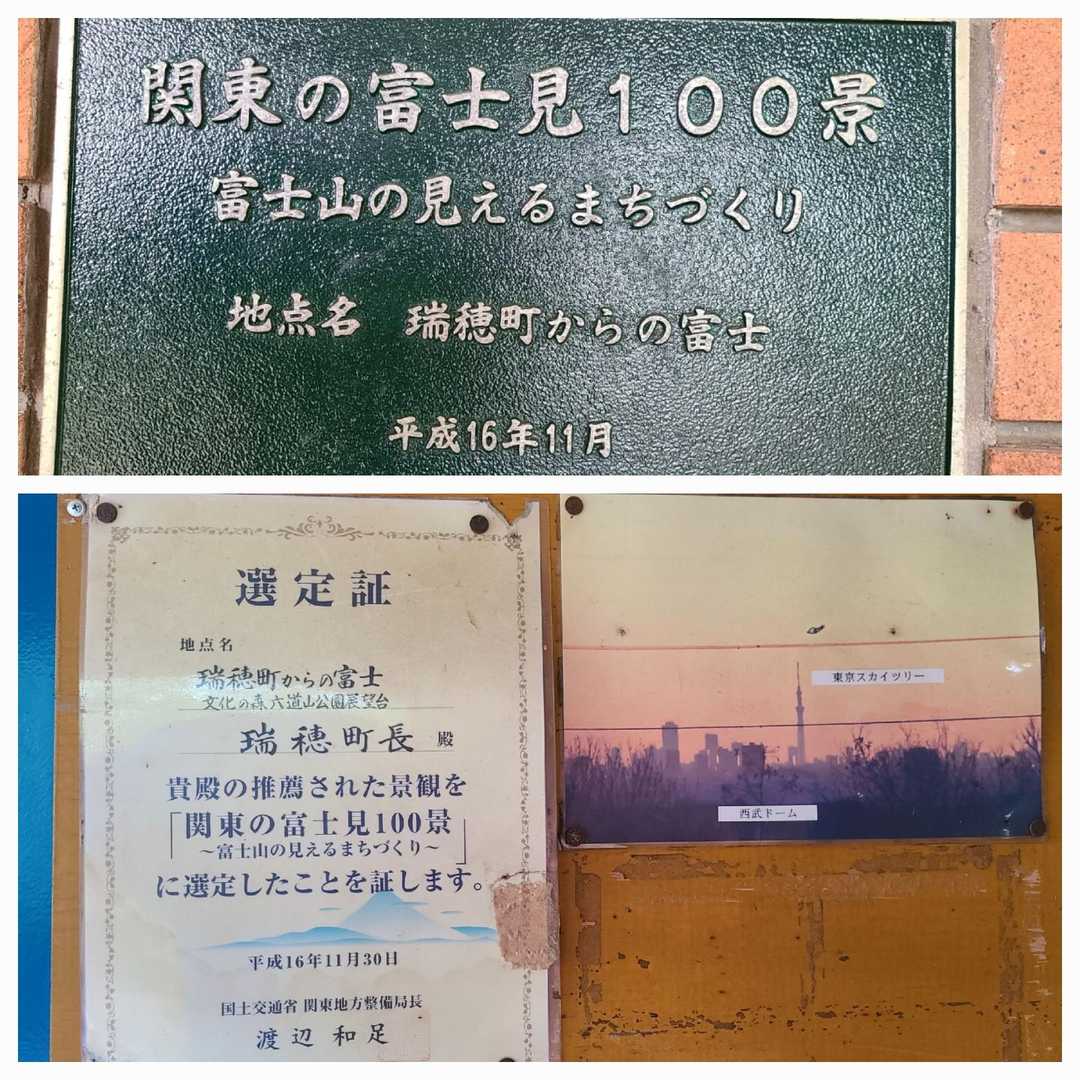 関東の富士見100景
富士山の見えるまちづくり
地点名 瑞穂町からの富士
平成16年11月
選定証
地点名
瑞穂町からの富士
文化の森六道山公園展望台
瑞穂町長 殿
貴殿の推薦された景観を
「関東の富士見100景
~富士山の見えるまちづくり~」
に選定したことを証します。
平成16年11月30日
国土交通省 関東地方整備局長
渡辺 和足
東京スカイツリー
西武ドーム